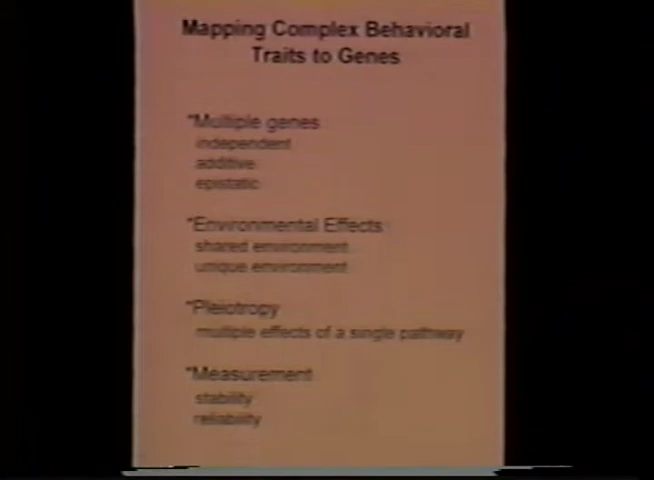 Mapping Complex Behavioral
Traits to Genes
*Multiple genes
independent
additive
epistatic
*Environmental Effects
shared environment
unique environment
*Pleiotropy
multiple effects of a single pathway
*Measurement
stability
reliability